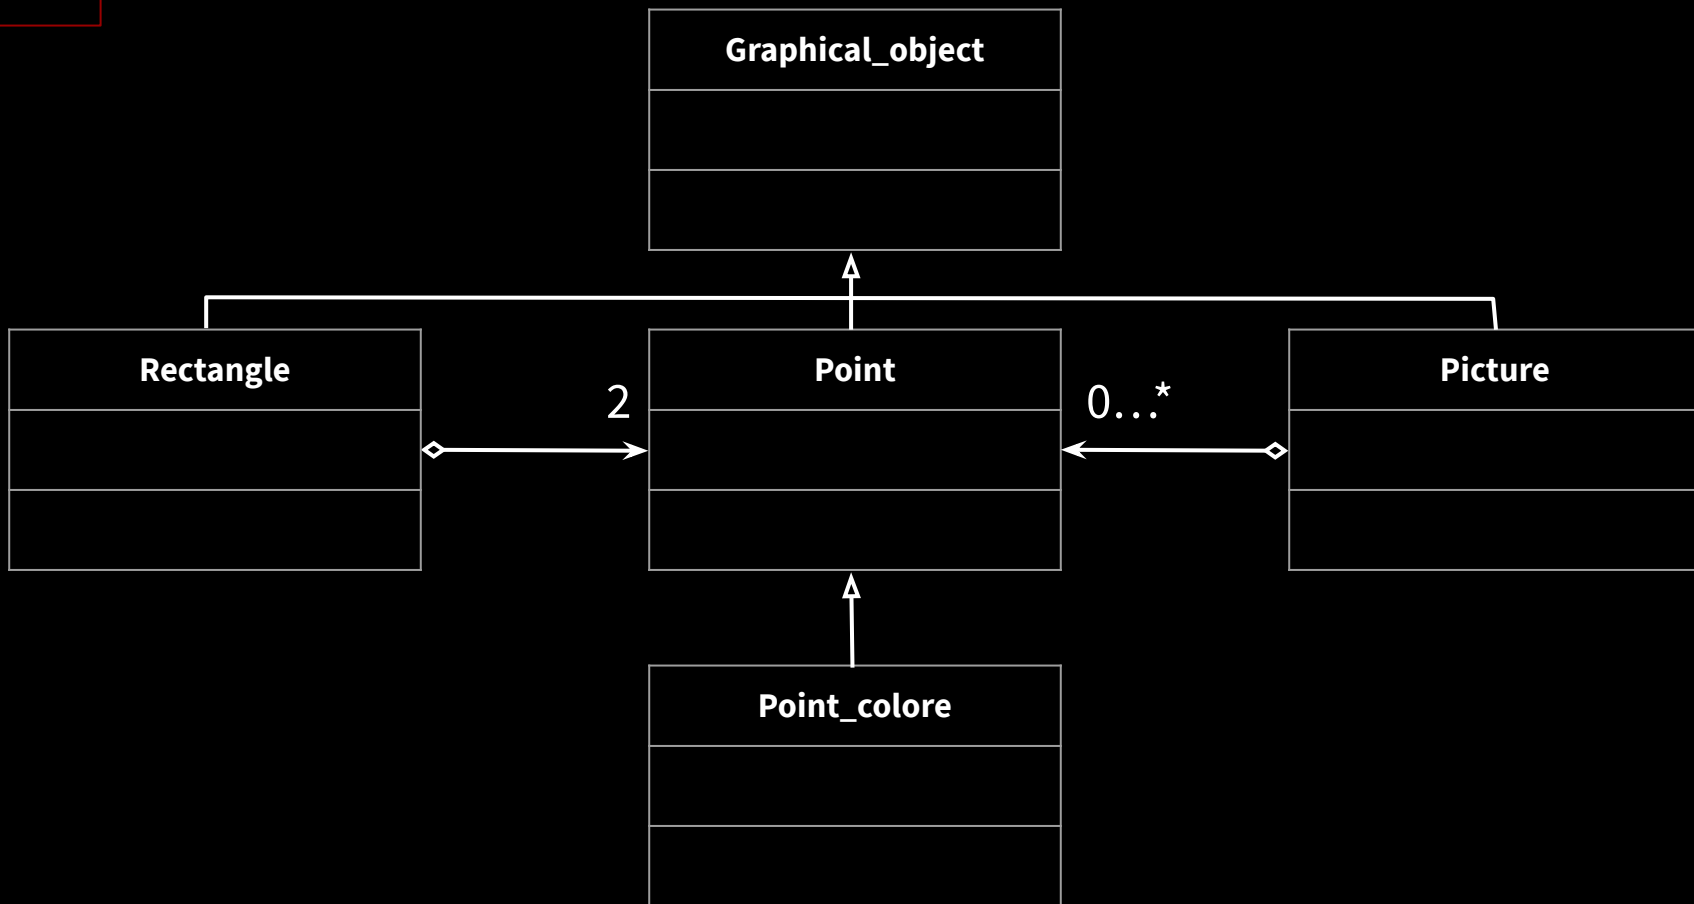 Graphical_object
Rectangle
2
Point
0...*
Picture
Point_colore